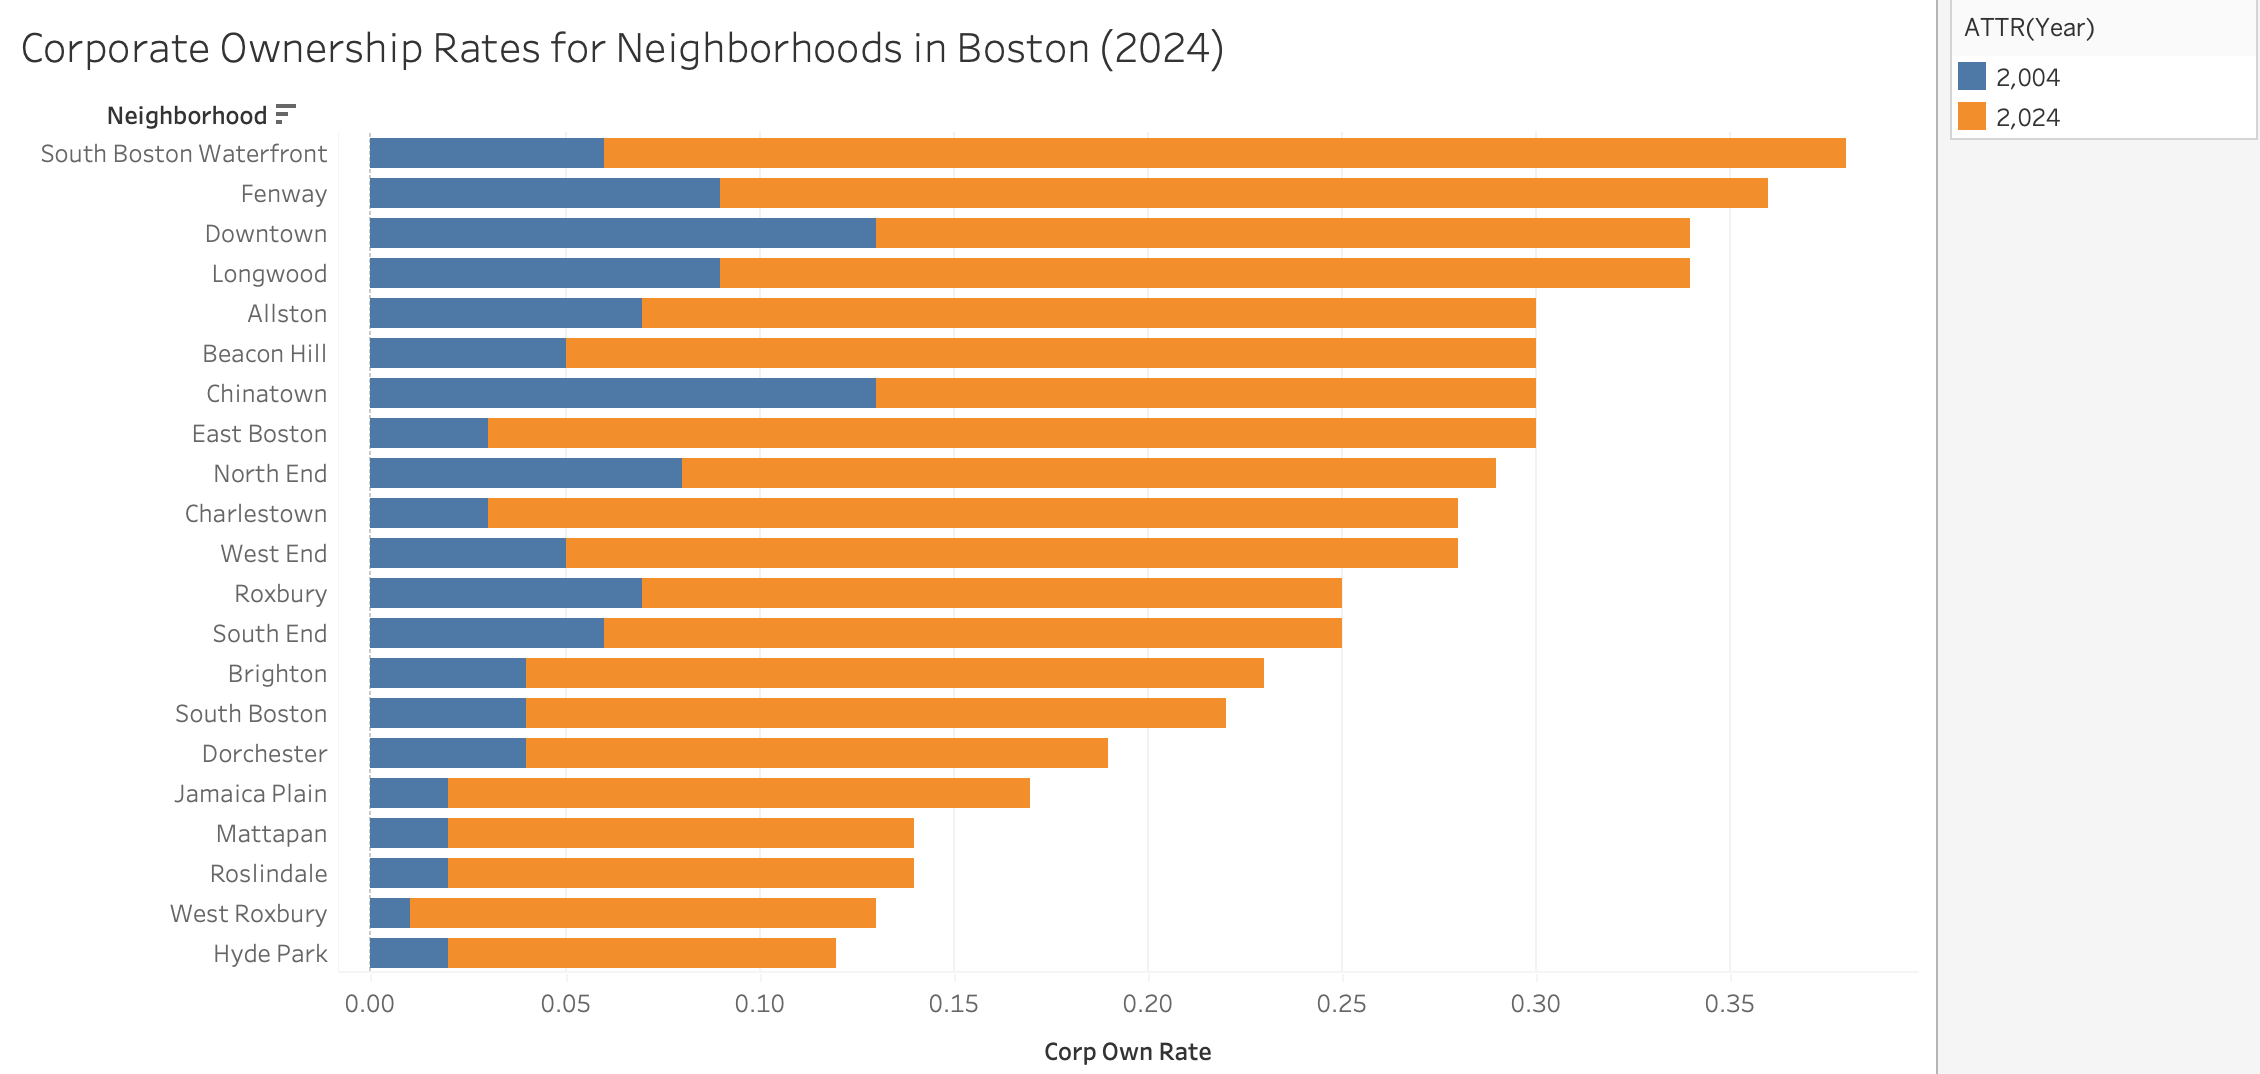 Corporate Ownership Rates for Neighborhoods in Boston (2024)
ATTR(Year)
2,004
2,024
Neighborhood
South Boston Waterfront
Fenway
Downtown
Longwood
Allston
Beacon Hill
Chinatown
East Boston
North End
Charlestown
West End
Roxbury
South End
Brighton
South Boston
Dorchester
Jamaica Plain
Mattapan
Roslindale
West Roxbury
Hyde Park
0.00 0.05 0.10 0.15 0.20 0.25 0.30 0.35
Corp Own Rate